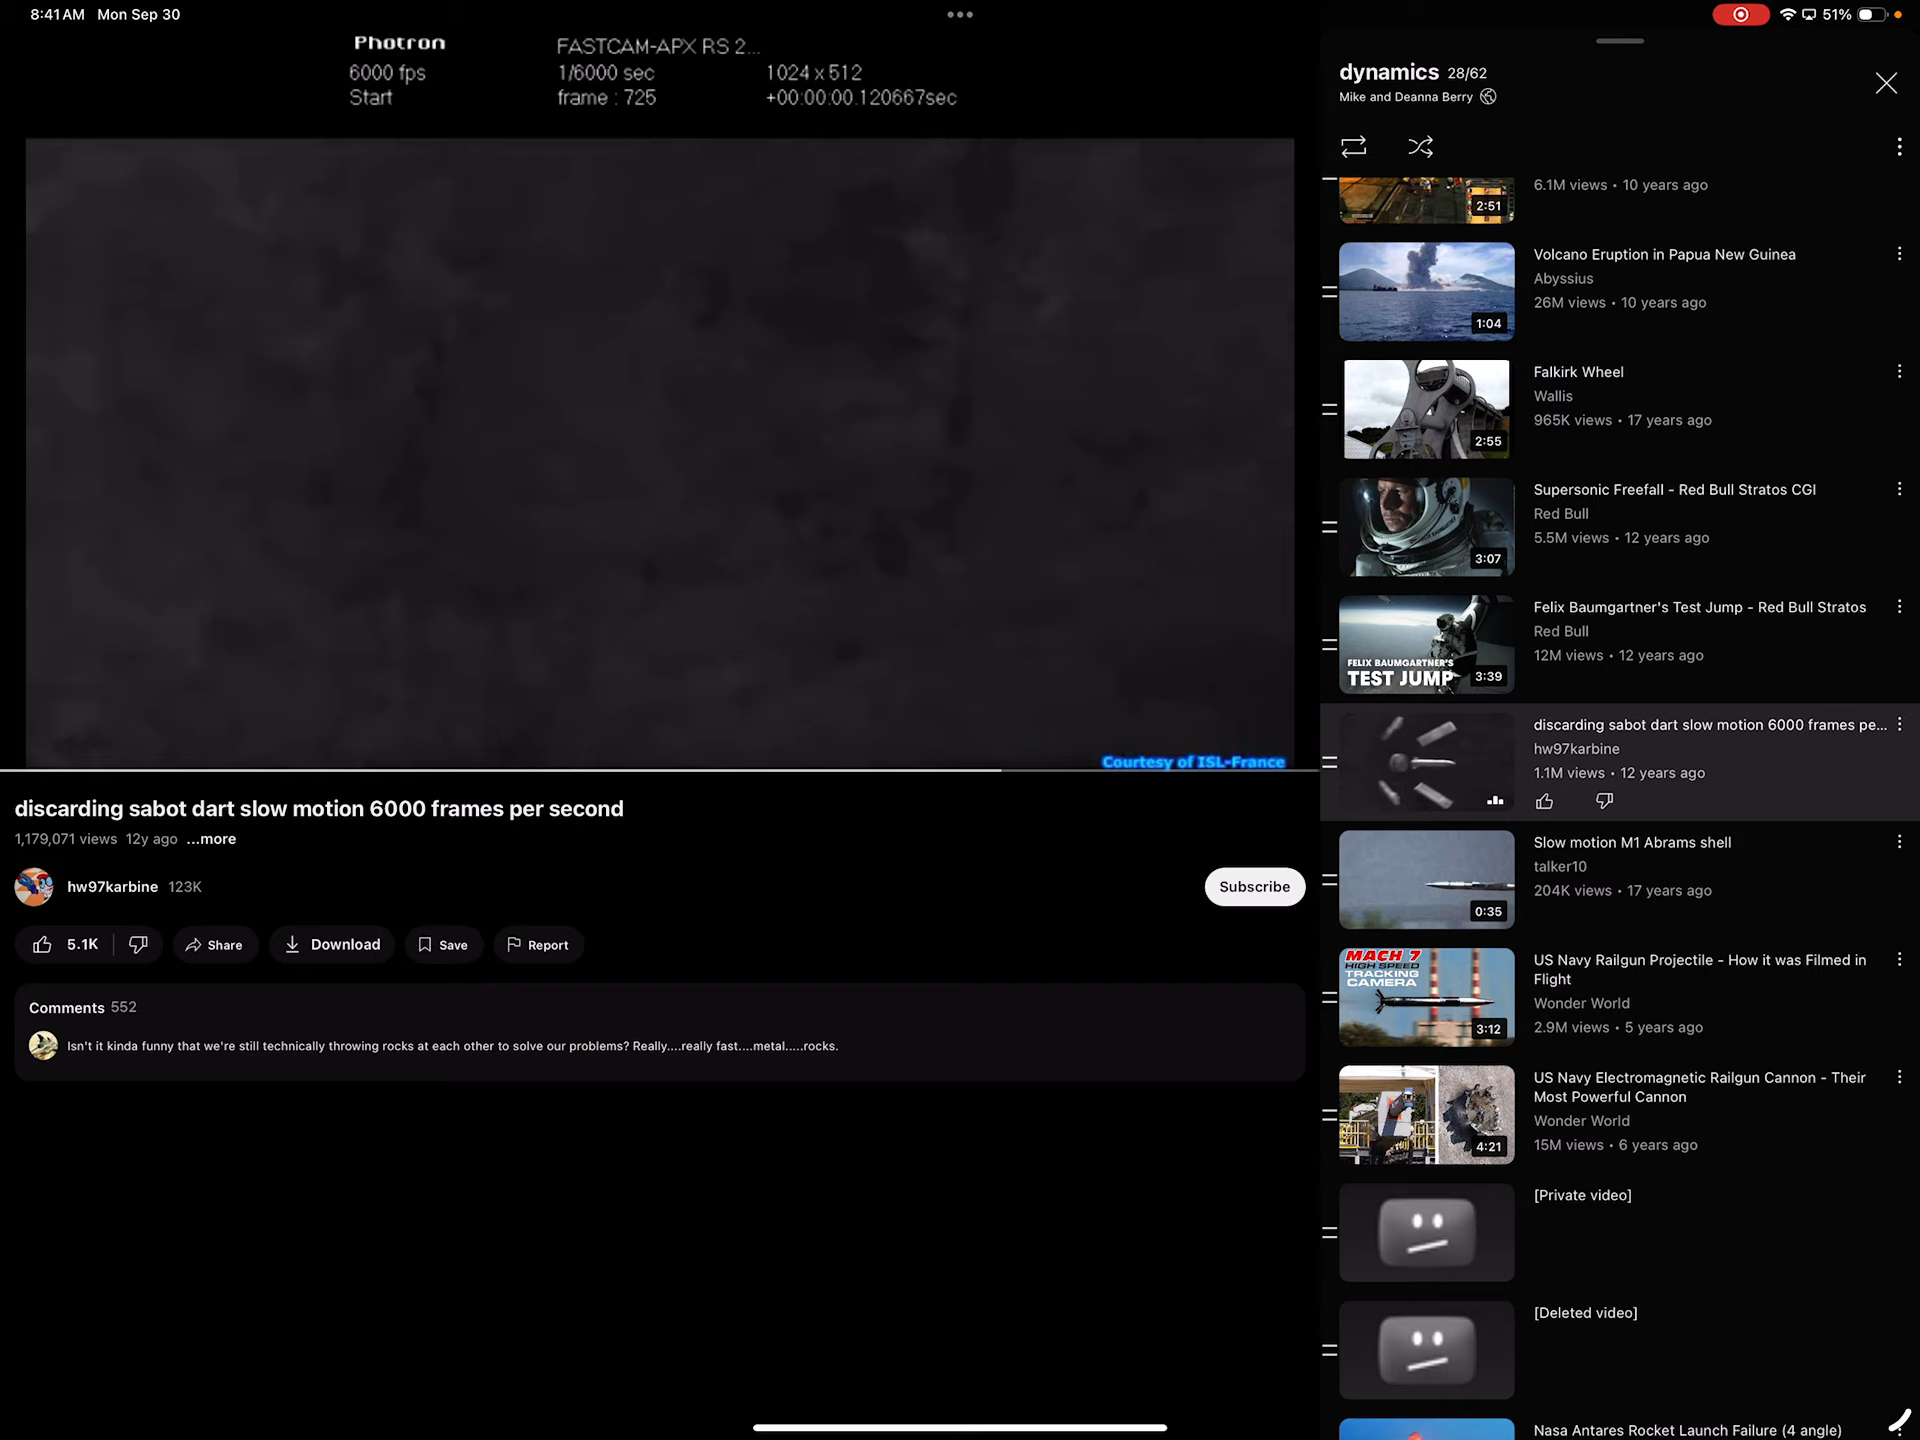 8:41 AM Mon Sep 30
51%
Photron
FASTCAM-APX RS 2...
6000 fps
1/6000 sec
1024 x 512
Start
frame : 725
+00:00:00.120667sec
Courtesy of ISL-France
discarding sabot dart slow motion 6000 frames per second
1,179,071 views 12y ago ...more
hw97karbine 123K
Subscribe
5.1K
Share
Download
Save
Report
Comments 552
Isn't it kinda funny that we're still technically throwing rocks at each other to solve our problems? Really....really fast....metal.....rocks.
dynamics 28/62
Mike and Deanna Berry
2:51
6.1M views • 10 years ago
1:04
Volcano Eruption in Papua New Guinea
Abyssius
26M views • 10 years ago
2:55
Falkirk Wheel
Wallis
965K views • 17 years ago
3:07
Supersonic Freefall - Red Bull Stratos CGI
Red Bull
5.5M views • 12 years ago
FELIX BAUMGARTNER'S
TEST JUMP
3:39
Felix Baumgartner's Test Jump - Red Bull Stratos
Red Bull
12M views • 12 years ago
discarding sabot dart slow motion 6000 frames pe...
hw97karbine
1.1M views • 12 years ago
0:35
Slow motion M1 Abrams shell
talker10
204K views • 17 years ago
MACH 7
HIGH SPEED
TRACKING
CAMERA
3:12
US Navy Railgun Projectile - How it was Filmed in
Flight
Wonder World
2.9M views • 5 years ago
4:21
US Navy Electromagnetic Railgun Cannon - Their
Most Powerful Cannon
Wonder World
15M views • 6 years ago
[Private video]
[Deleted video]
Nasa Antares Rocket Launch Failure (4 angle)